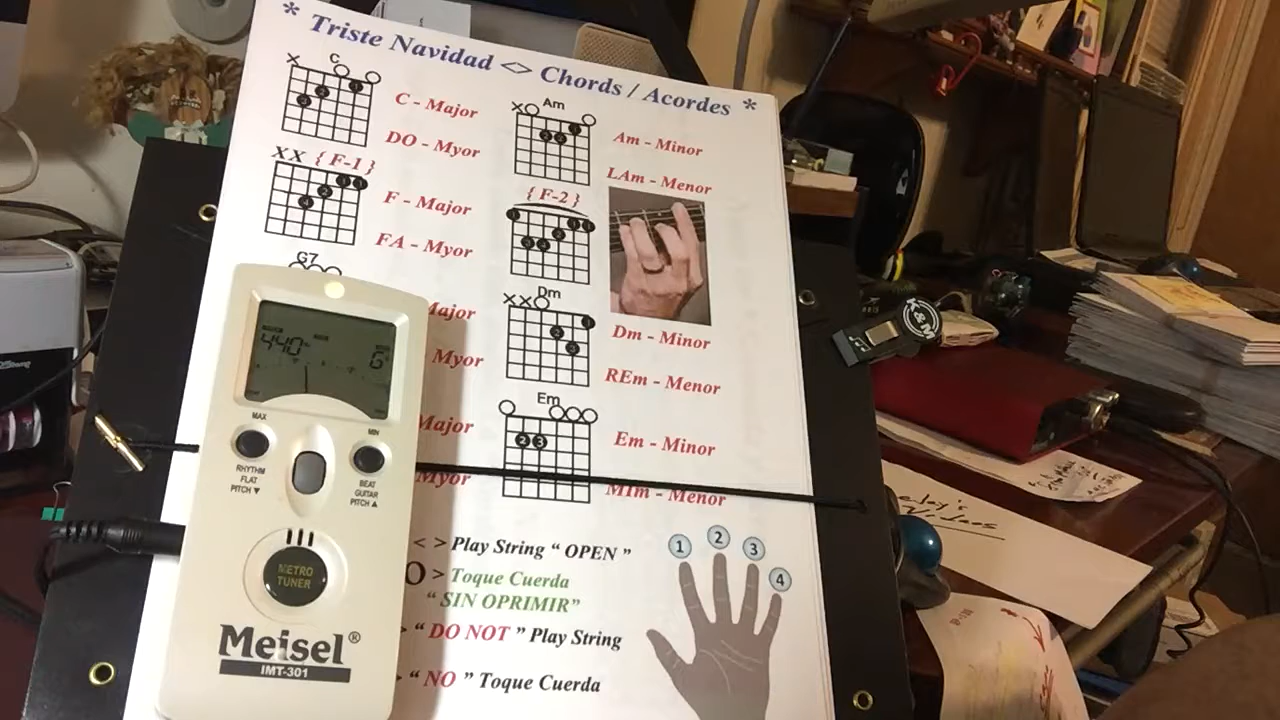 * Triste Navidad <> Chords / Acordes *
X C
C - Major
DO - Myor
XO Am
Am - Minor
LAm - Menor
XX { F-1 }
F - Major
FA - Myor
{ F-2 }
G7
Major
Myor
XXO Dm
Dm - Minor
REm - Menor
Major
Myor
Em
Em - Minor
MIm - Menor
< > Play String “ OPEN ”
O > Toque Cuerda
“ SIN OPRIMIR”
> “ DO NOT ” Play String
> “ NO ” Toque Cuerda
1 2 3 4
440
G
MAX
MIN
RHYTHM
FLAT
PITCH ▼
BEAT
GUITAR
PITCH ▲
METRO
TUNER
Meisel®
IMT-301
K&M